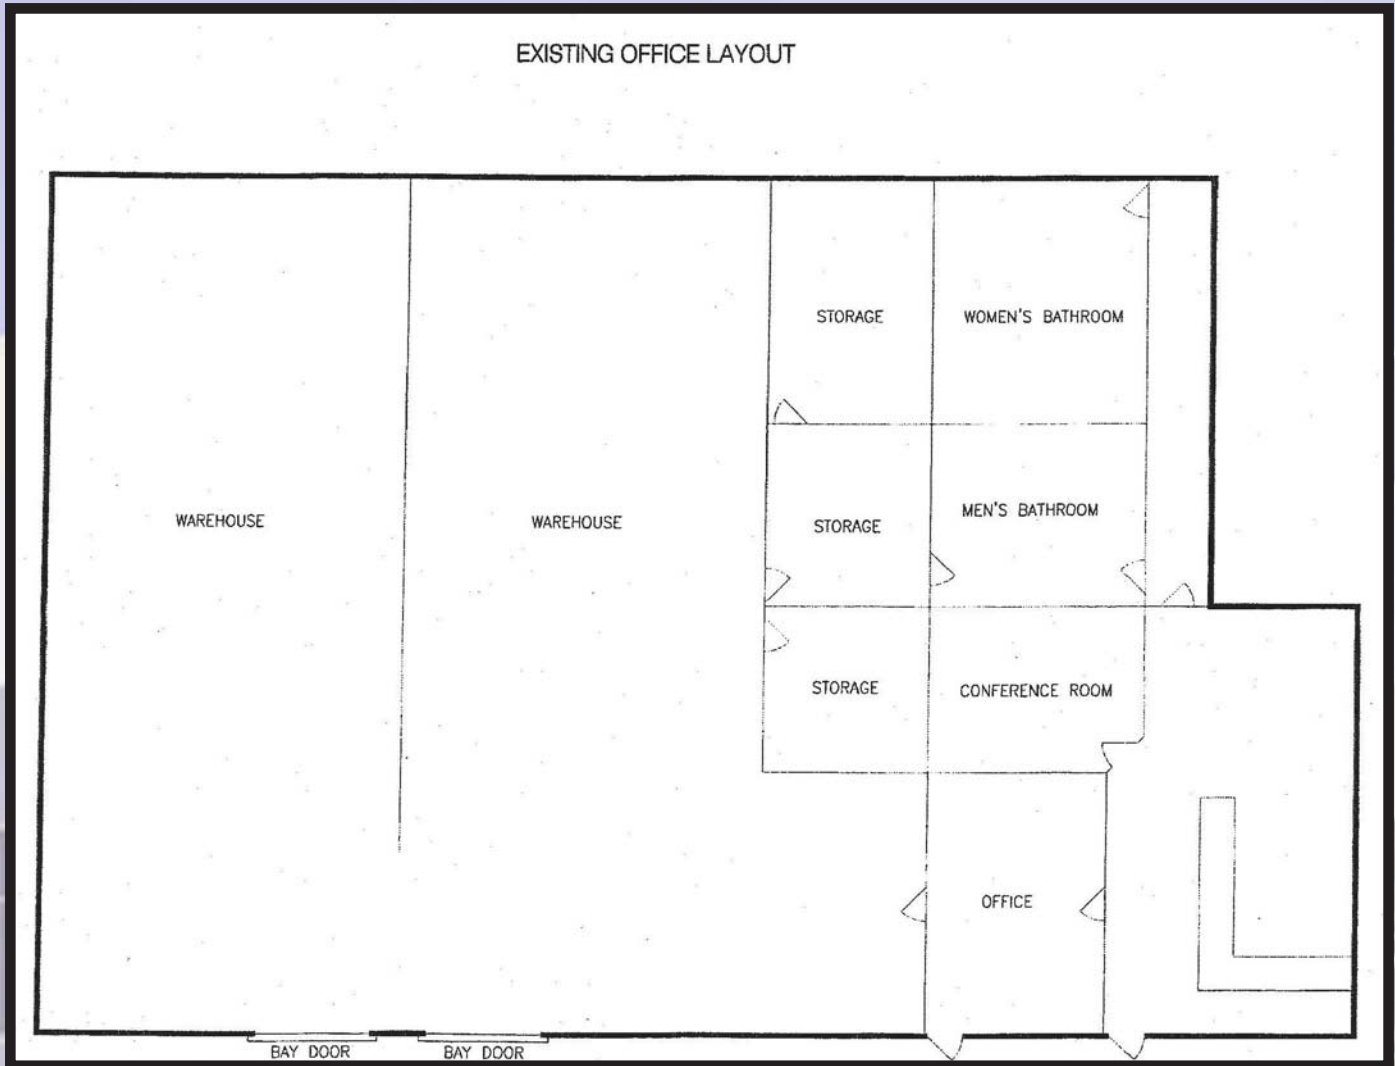 EXISTING OFFICE LAYOUT
STORAGE
WOMEN'S BATHROOM
WAREHOUSE
WAREHOUSE
STORAGE
MEN'S BATHROOM
STORAGE
CONFERENCE ROOM
OFFICE
BAY DOOR
BAY DOOR